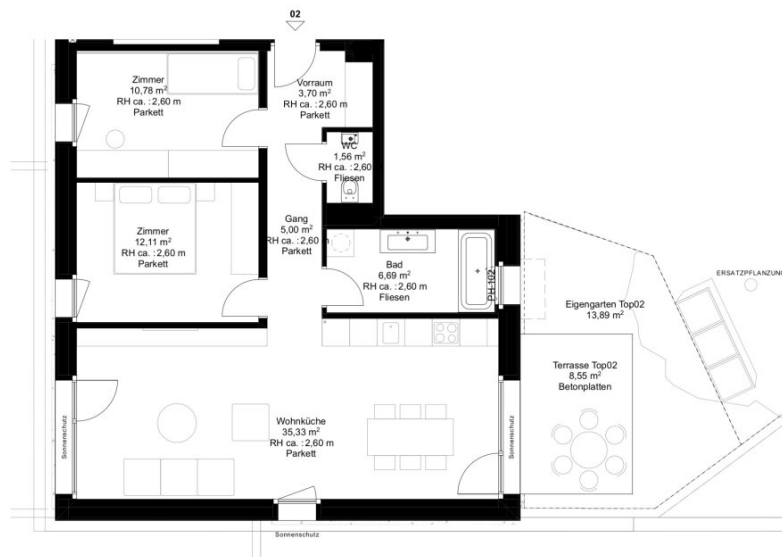 02
Zimmer
10,78 m²
RH ca. :2,60 m
Parkett
Vorraum
3,70 m²
RH ca. :2,60 m
Parkett
WC
1,56 m²
RH ca. :2,60
Fliesen
Zimmer
12,11 m²
RH ca. :2,60 m
Parkett
Gang
5,00 m²
RH ca. :2,60 m
Parkett
Bad
6,69 m²
RH ca. :2,60 m
Fliesen
PH 102
ERSATZPFLANZUNG
Eigengarten Top02
13,89 m²
Terrasse Top02
8,55 m²
Betonplatten
Wohnküche
35,33 m²
RH ca. :2,60 m
Parkett
Sonnenschutz
Sonnenschutz
Sonnenschutz